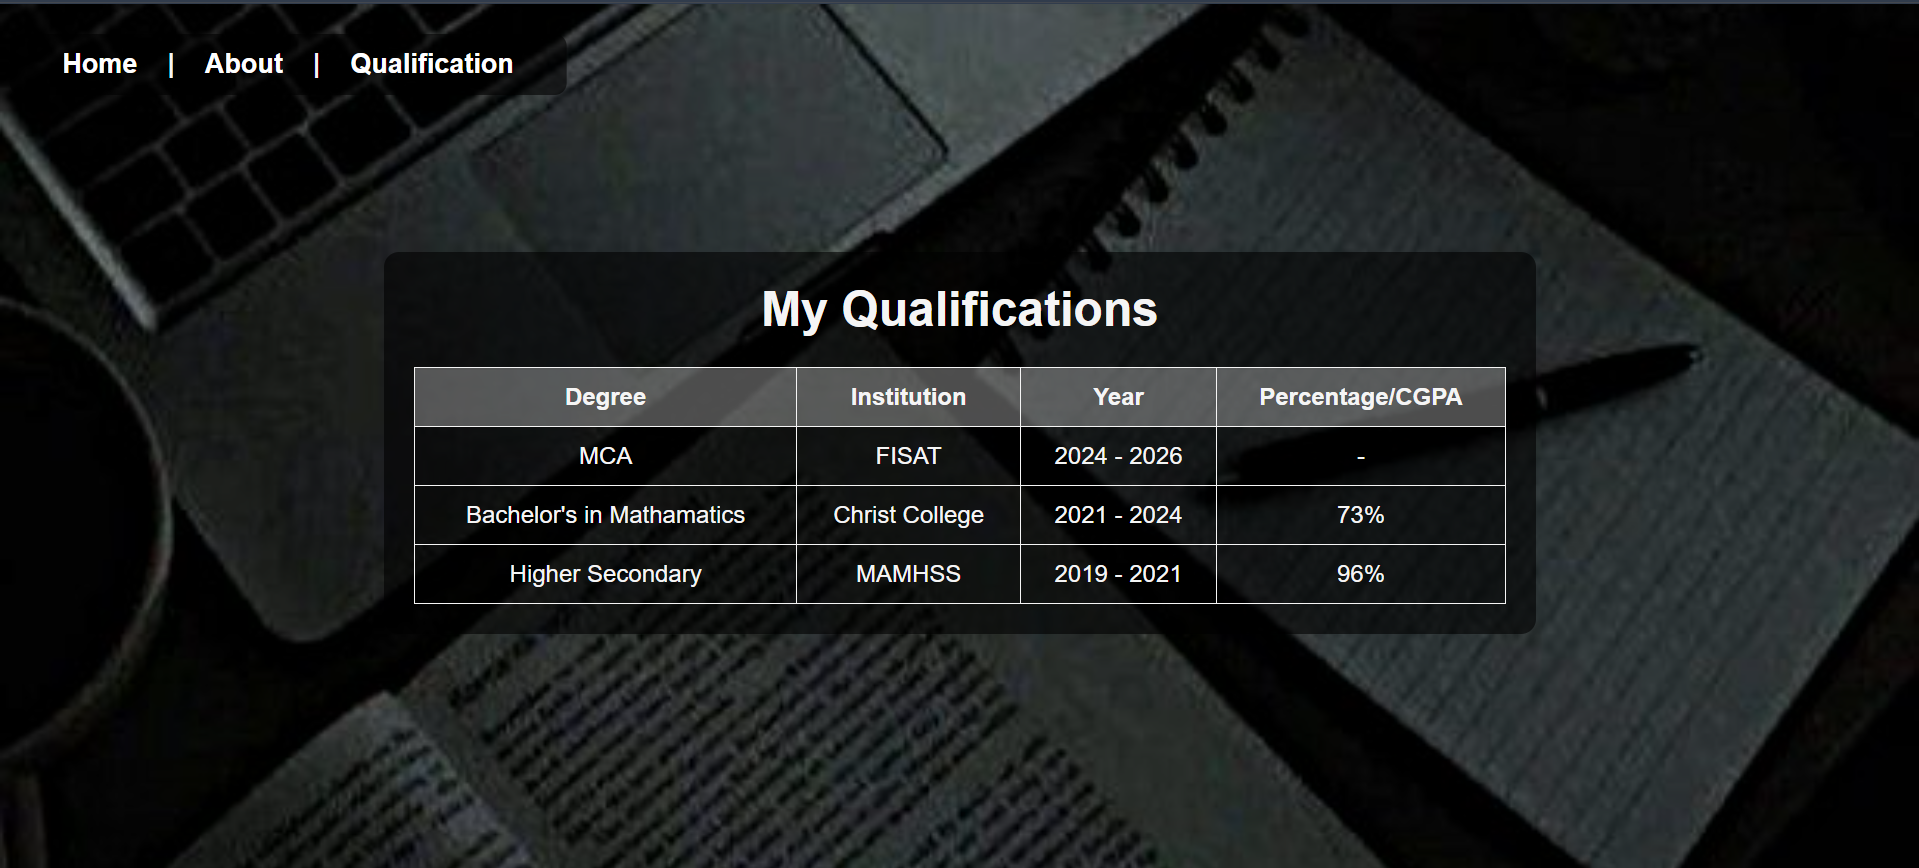 Home | About | Qualification
My Qualifications
Degree Institution Year Percentage/CGPA
MCA FISAT 2024 - 2026 -
Bachelor's in Mathamatics Christ College 2021 - 2024 73%
Higher Secondary MAMHSS 2019 - 2021 96%